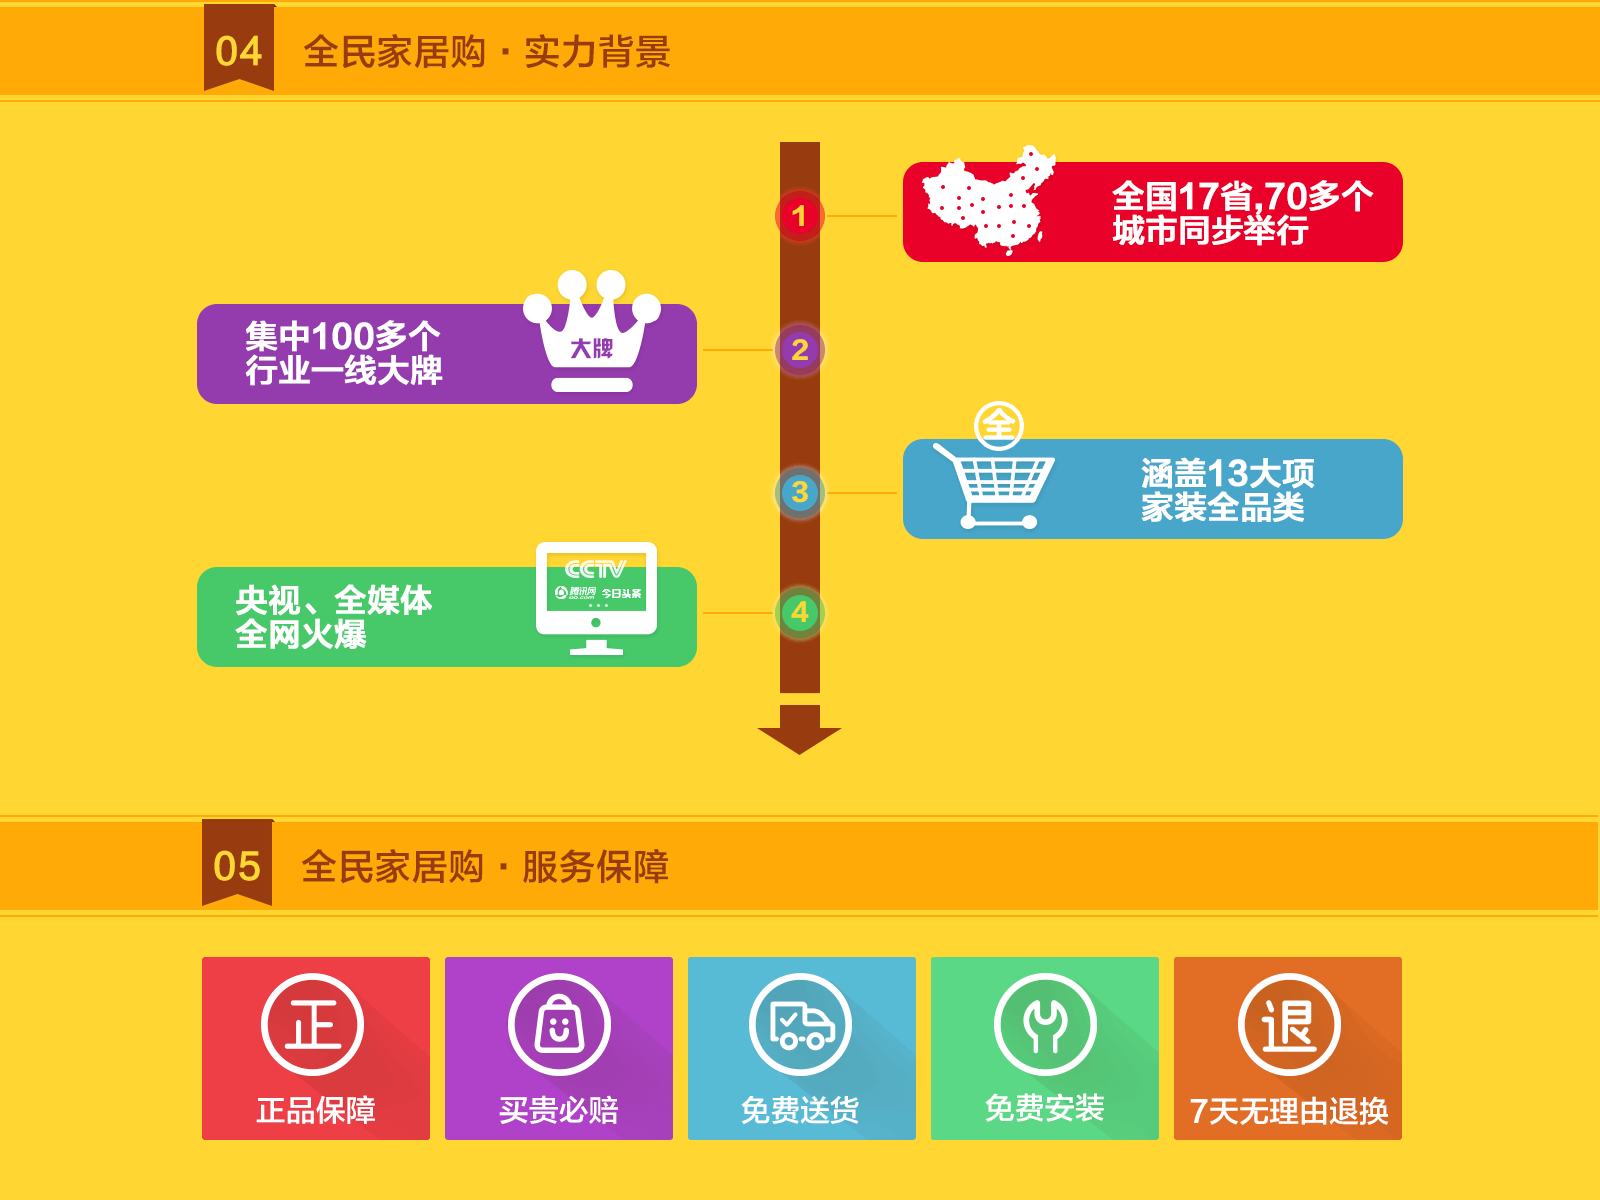 04
全民家居购 · 实力背景
1
全国17省,70多个
城市同步举行
集中100多个
行业一线大牌
大牌
2
全
3
涵盖13大项
家装全品类
央视、全媒体
全网火爆
CCTV
腾讯网
QQ.com
今日头条
4
05
全民家居购 · 服务保障
正
正品保障
买贵必赔
免费送货
免费安装
退
7天无理由退换